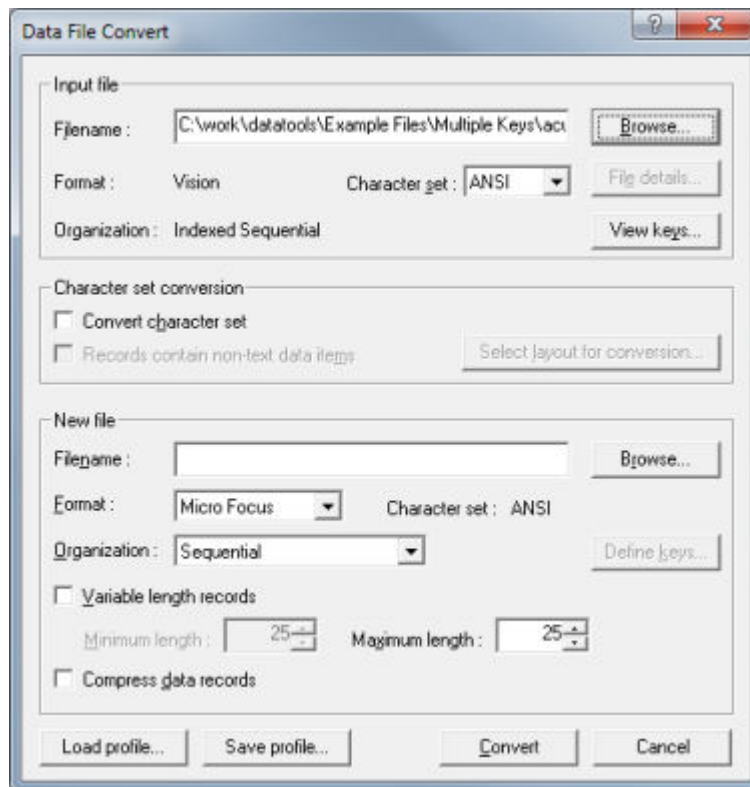 Data File Convert
Input file
Filename : C:\work\datatools\Example Files\Multiple Keys\acu Browse...
Format : Vision Character set : ANSI File details...
Organization : Indexed Sequential View keys...
Character set conversion
Convert character set
Records contain non-text data items Select layout for conversion...
New file
Filename : Browse...
Format : Micro Focus Character set : ANSI
Organization : Sequential Define keys...
Variable length records
Minimum length : 25 Maximum length : 25
Compress data records
Load profile... Save profile... Convert Cancel